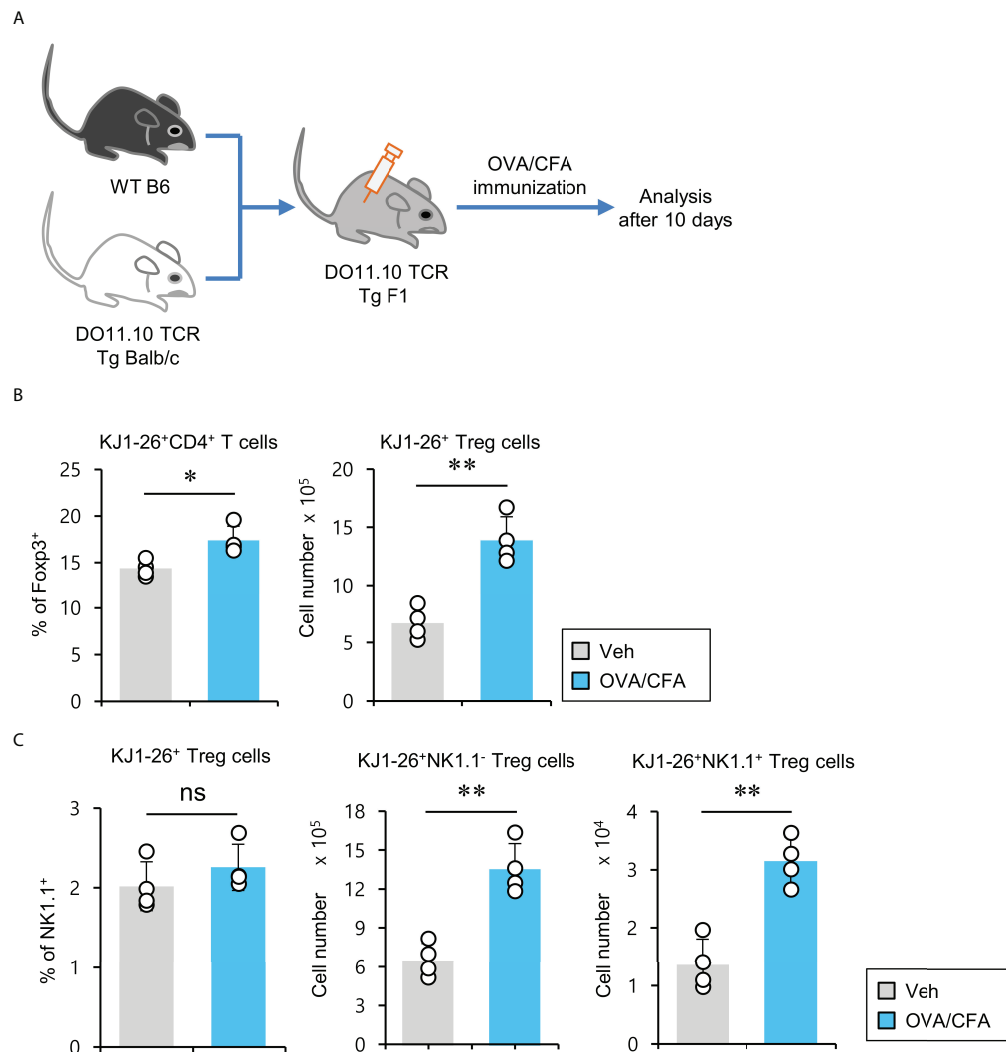 A
WT B6
DO11.10 TCR
Tg Balb/c
DO11.10 TCR
Tg F1
OVA/CFA
immunization
Analysis
after 10 days
B
KJ1-26⁺CD4⁺ T cells
*
% of Foxp3⁺
25
20
15
10
5
0
KJ1-26⁺ Treg cells
**
Cell number x 10⁵
20
15
10
5
0
Veh
OVA/CFA
C
KJ1-26⁺ Treg cells
ns
% of NK1.1⁺
3
2
1
0
KJ1-26⁺NK1.1⁻ Treg cells
**
Cell number x 10⁵
18
15
12
9
6
3
0
KJ1-26⁺NK1.1⁺ Treg cells
**
Cell number x 10⁴
4
3
2
1
0
Veh
OVA/CFA